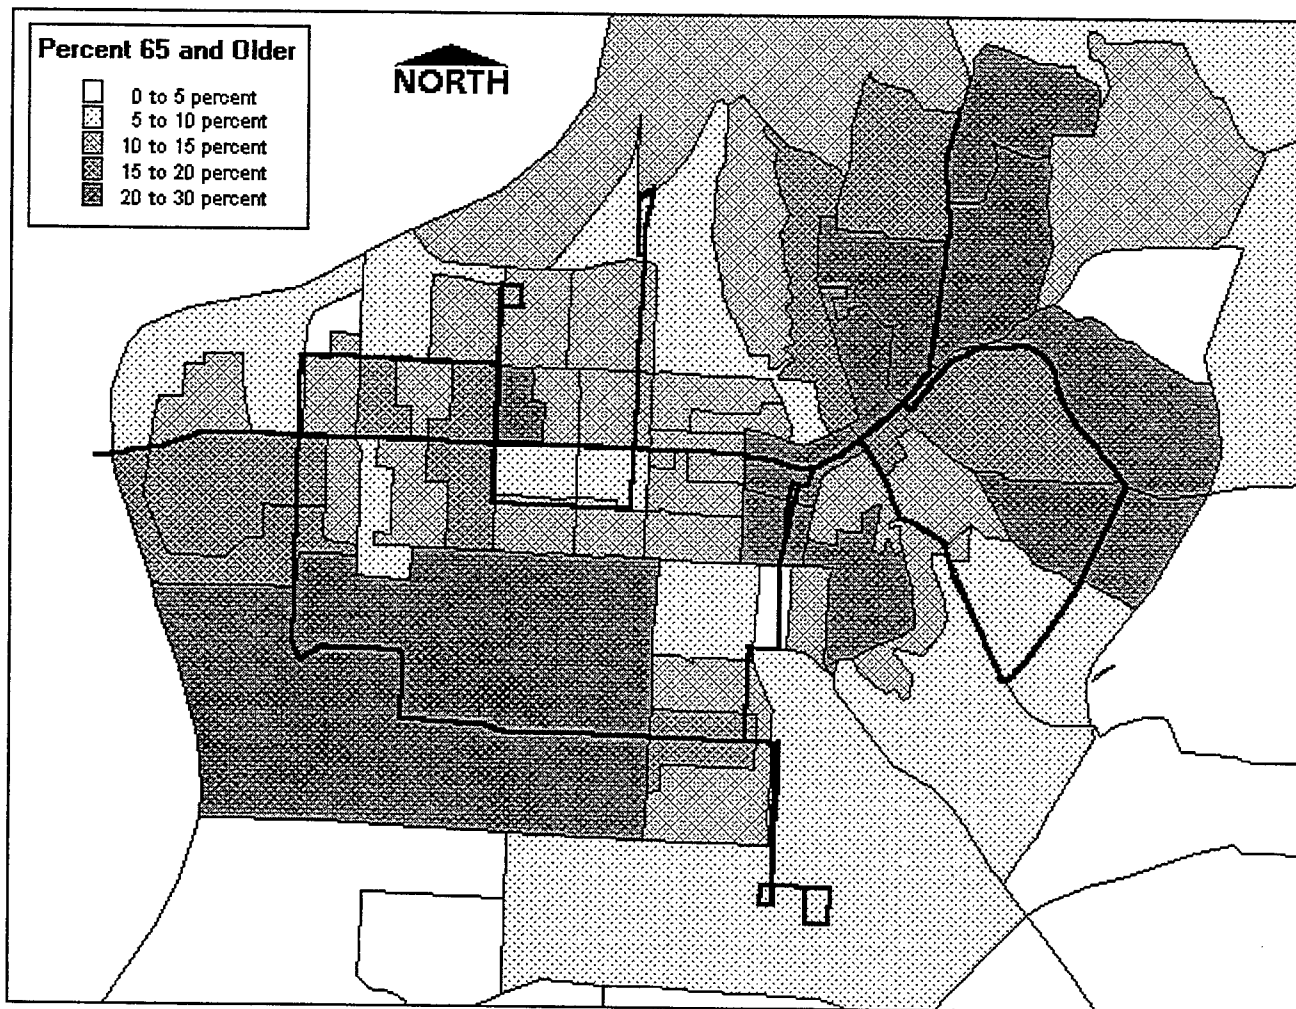 Percent 65 and Older
0 to 5 percent
5 to 10 percent
10 to 15 percent
15 to 20 percent
20 to 30 percent
NORTH